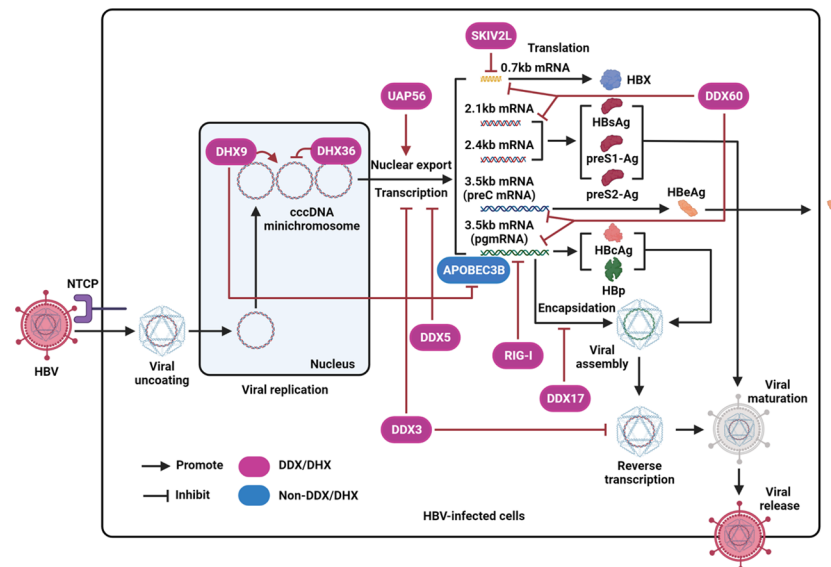 SKIV2L
Translation
0.7kb mRNA
HBX
UAP56
DDX60
2.1kb mRNA
HBsAg
DHX9
DHX36
2.4kb mRNA
preS1-Ag
Nuclear export
Transcription
3.5kb mRNA
(preC mRNA)
preS2-Ag
HBeAg
cccDNA
minichromosome
3.5kb mRNA
(pgmRNA)
HBcAg
APOBEC3B
HBp
NTCP
Encapsidation
HBV
Viral
uncoating
Nucleus
Viral replication
DDX5
RIG-I
Viral
assembly
DDX17
Viral
maturation
DDX3
Reverse
transcription
Promote
DDX/DHX
Inhibit
Non-DDX/DHX
HBV-infected cells
Viral
release